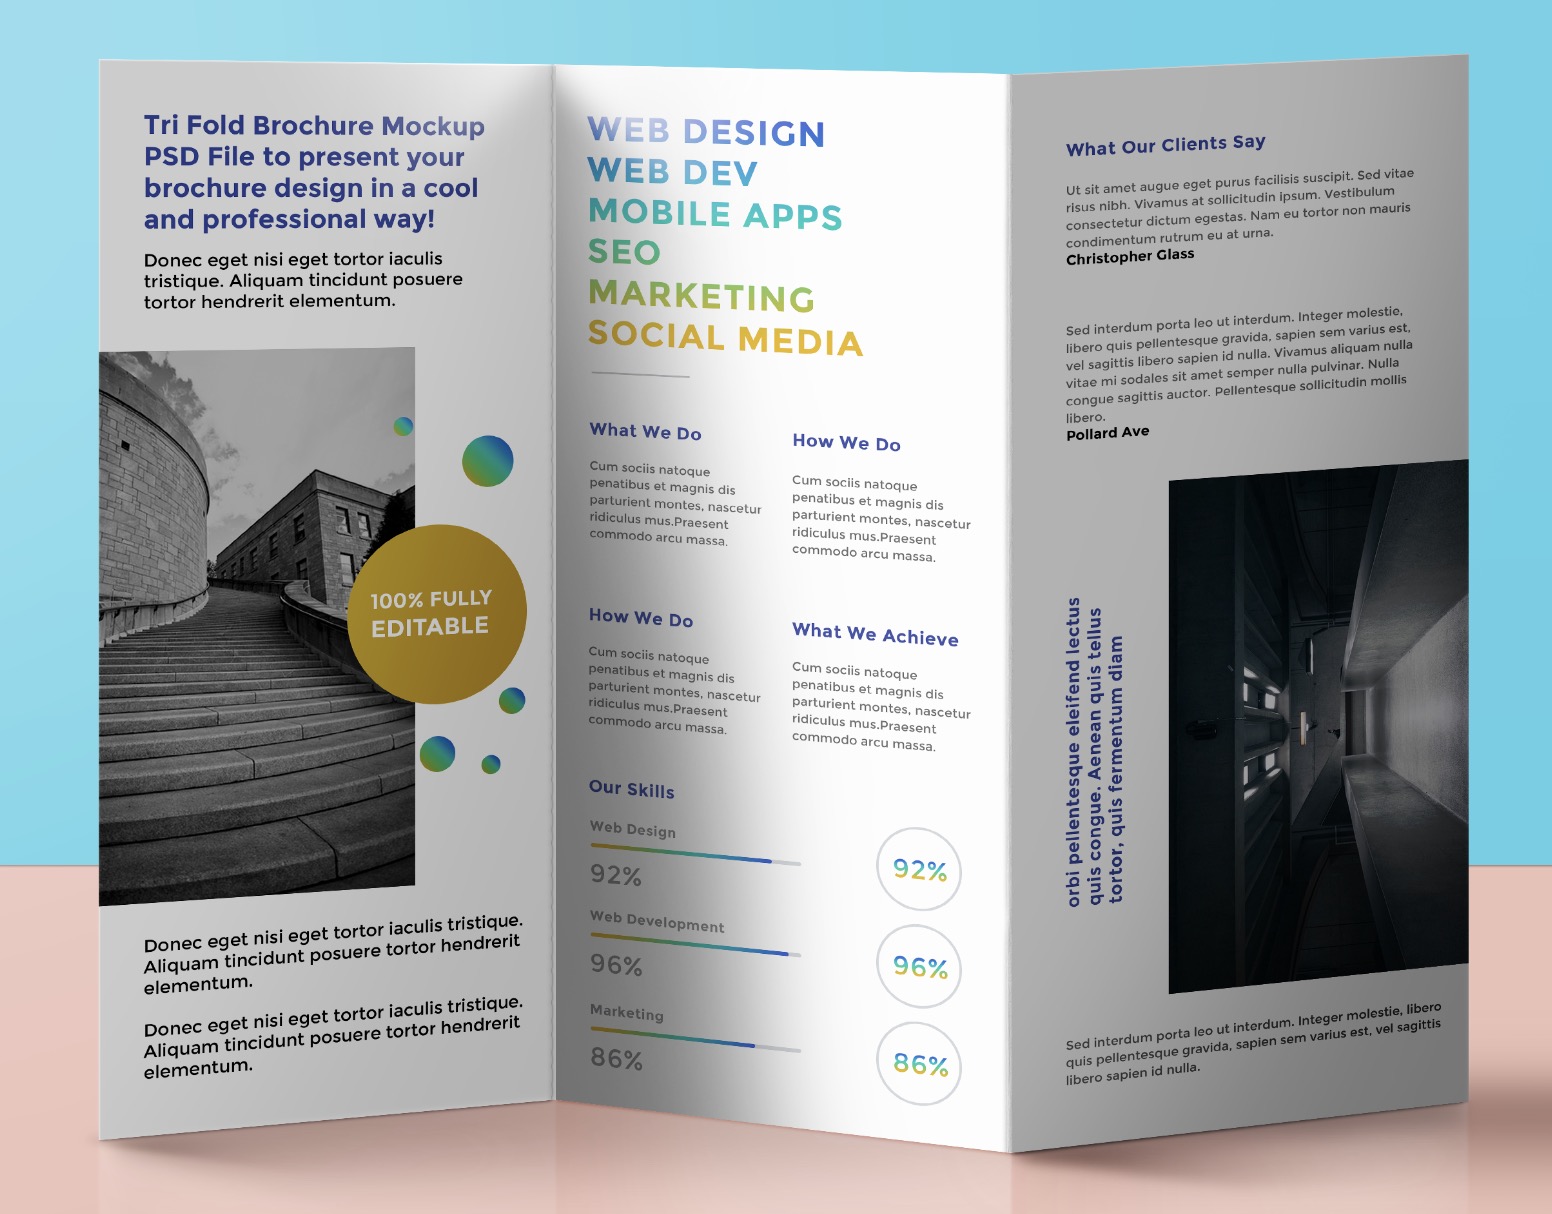 Tri Fold Brochure Mockup
PSD File to present your
brochure design in a cool
and professional way!
Donec eget nisi eget tortor iaculis
tristique. Aliquam tincidunt posuere
tortor hendrerit elementum.
100% FULLY
EDITABLE
Donec eget nisi eget tortor iaculis tristique.
Aliquam tincidunt posuere tortor hendrerit
elementum.
Donec eget nisi eget tortor iaculis tristique.
Aliquam tincidunt posuere tortor hendrerit
elementum.
WEB DESIGN
WEB DEV
MOBILE APPS
SEO
MARKETING
SOCIAL MEDIA
What We Do
Cum sociis natoque
penatibus et magnis dis
parturient montes, nascetur
ridiculus mus.Praesent
commodo arcu massa.
How We Do
Cum sociis natoque
penatibus et magnis dis
parturient montes, nascetur
ridiculus mus.Praesent
commodo arcu massa.
How We Do
Cum sociis natoque
penatibus et magnis dis
parturient montes, nascetur
ridiculus mus.Praesent
commodo arcu massa.
What We Achieve
Cum sociis natoque
penatibus et magnis dis
parturient montes, nascetur
ridiculus mus.Praesent
commodo arcu massa.
Our Skills
Web Design
92%
92%
Web Development
96%
96%
Marketing
86%
86%
What Our Clients Say
Ut sit amet augue eget purus facilisis suscipit. Sed vitae
risus nibh. Vivamus at sollicitudin ipsum. Vestibulum
consectetur dictum egestas. Nam eu tortor non mauris
condimentum rutrum eu at urna.
Christopher Glass
Sed interdum porta leo ut interdum. Integer molestie,
libero quis pellentesque gravida, sapien sem varius est,
vel sagittis libero sapien id nulla. Vivamus aliquam nulla
vitae mi sodales sit amet semper nulla pulvinar. Nulla
congue sagittis auctor. Pellentesque sollicitudin mollis
libero.
Pollard Ave
orbi pellentesque eleifend lectus
quis congue. Aenean quis tellus
tortor, quis fermentum diam
Sed interdum porta leo ut interdum. Integer molestie, libero
quis pellentesque gravida, sapien sem varius est, vel sagittis
libero sapien id nulla.